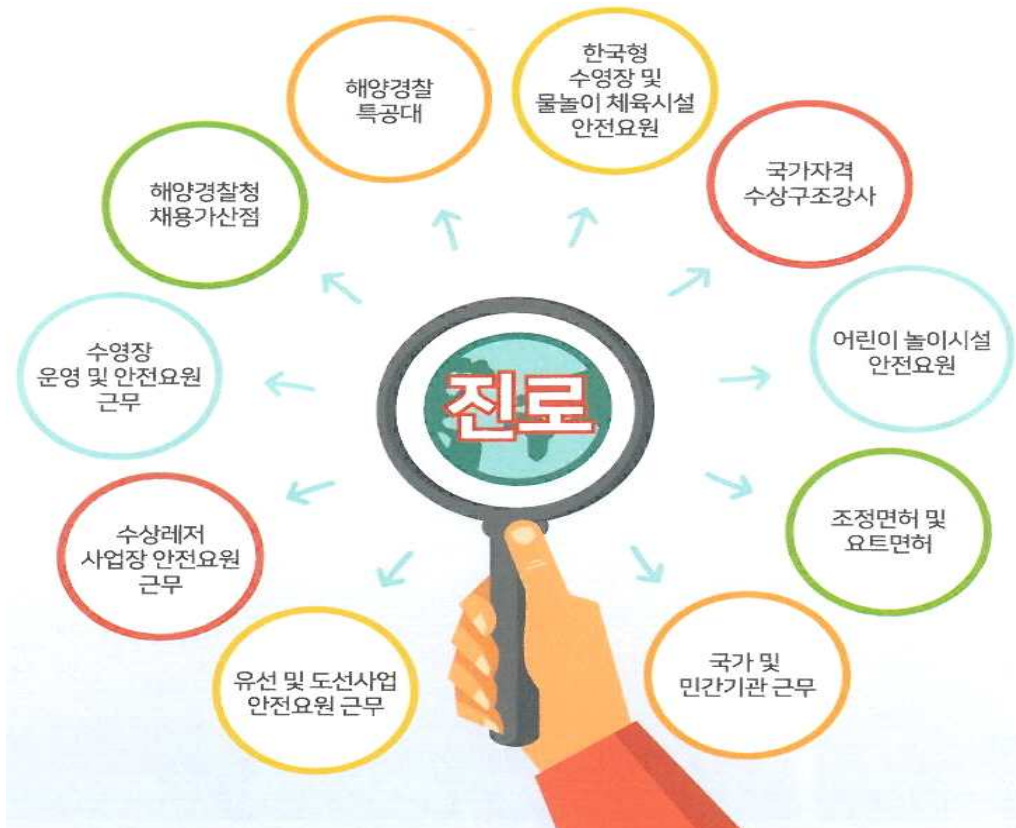 한국형
수영장 및
물놀이 체육시설
안전요원
해양경찰
특공대
국가자격
수상구조강사
해양경찰청
채용가산점
어린이 놀이시설
안전요원
수영장
운영 및 안전요원
근무
진로
조정면허 및
요트면허
수상레저
사업장 안전요원
근무
국가 및
민간기관 근무
유선 및 도선사업
안전요원 근무